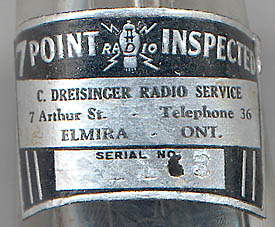 7 POINT RADIO INSPECTED
C. DREISINGER RADIO SERVICE
7 Arthur St. Telephone 36
ELMIRA ONT.
SERIAL NO.